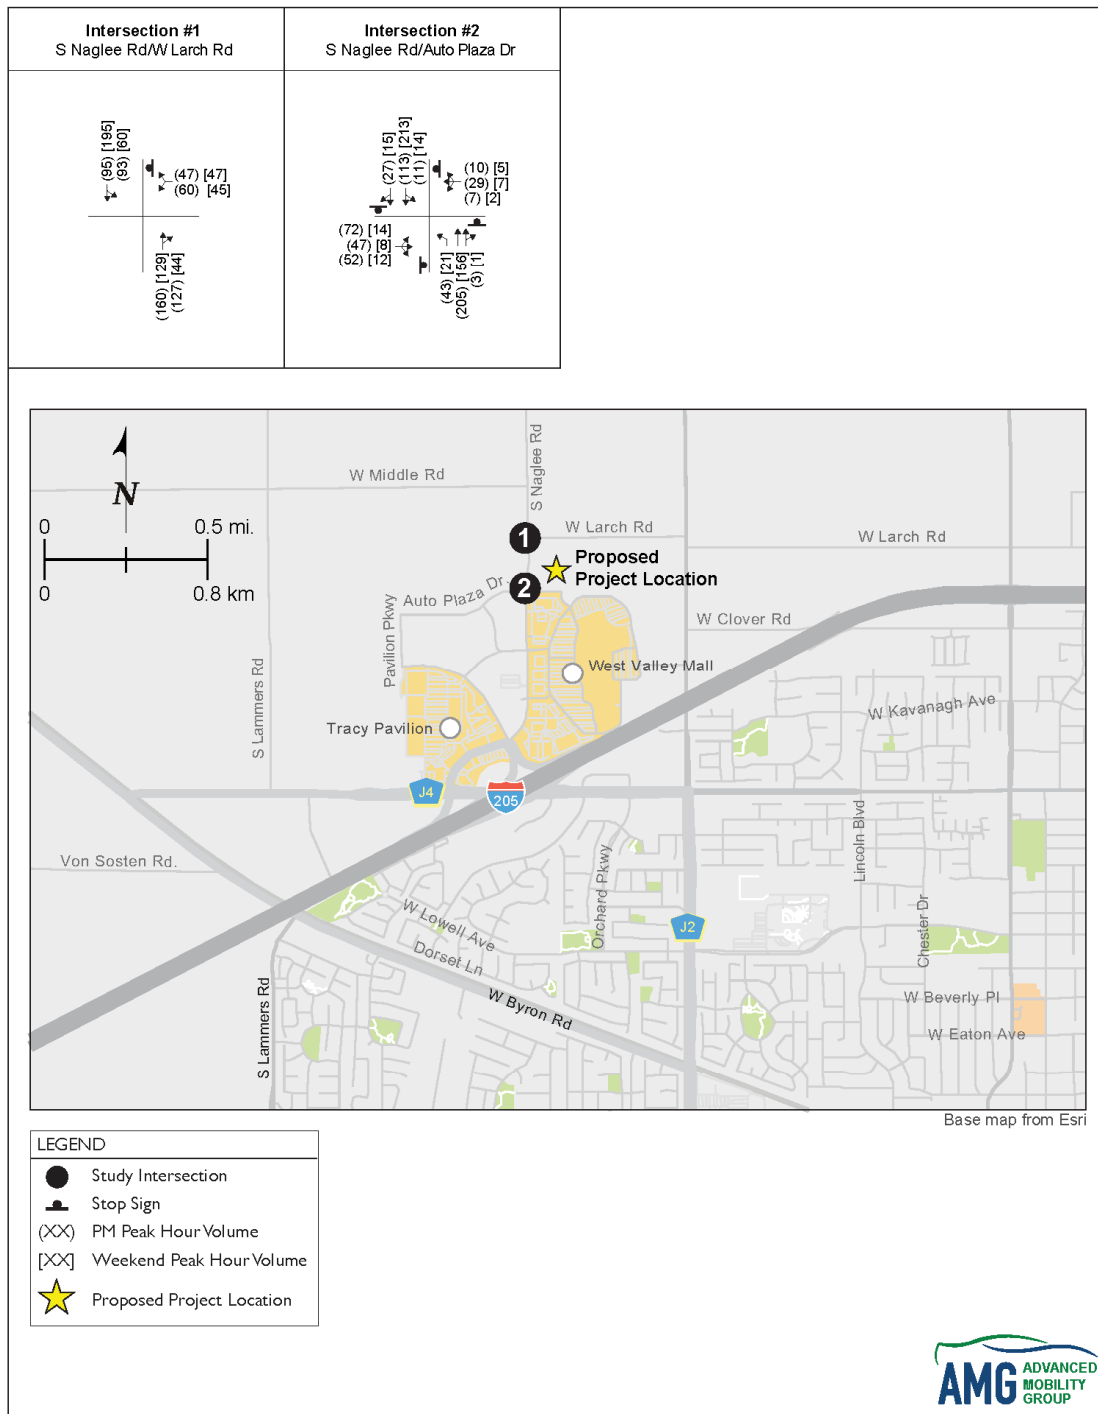 Intersection #1
S Naglee Rd/W Larch Rd
Intersection #2
S Naglee Rd/Auto Plaza Dr
(95) [195]
(93) [60]
(47) [47]
(60) [45]
(160) [129]
(127) [44]
(27) [15]
(113) [213]
(11) [14]
(10) [5]
(29) [7]
(7) [2]
(72) [14]
(47) [8]
(52) [12]
(43) [21]
(205) [156]
(3) [1]
N
0
0.5 mi.
0
0.8 km
W Middle Rd
S Naglee Rd
W Larch Rd
W Larch Rd
1
Proposed
Project Location
2
Auto Plaza Dr.
Pavilion Pkwy
W Clover Rd
S Lammers Rd
West Valley Mall
Tracy Pavilion
W Kavanagh Ave
J4
205
Lincoln Blvd
Von Sosten Rd.
Orchard Pkwy
W Lowell Ave
J2
Chester Dr
Dorset Ln
W Byron Rd
S Lammers Rd
W Beverly Pl
W Eaton Ave
Base map from Esri
LEGEND
Study Intersection
Stop Sign
(XX) PM Peak Hour Volume
[XX] Weekend Peak Hour Volume
Proposed Project Location
AMG
ADVANCED
MOBILITY
GROUP